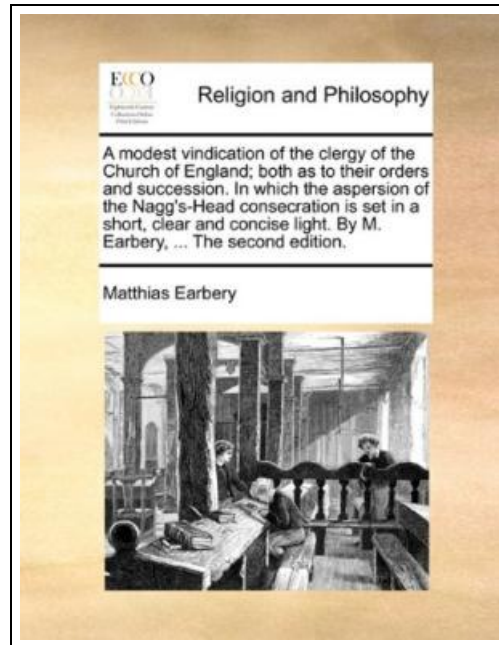 ECCO
Religion and Philosophy
A modest vindication of the clergy of the
Church of England; both as to their orders
and succession. In which the aspersion of
the Nagg's-Head consecration is set in a
short, clear and concise light. By M.
Earbery, ... The second edition.
Matthias Earbery